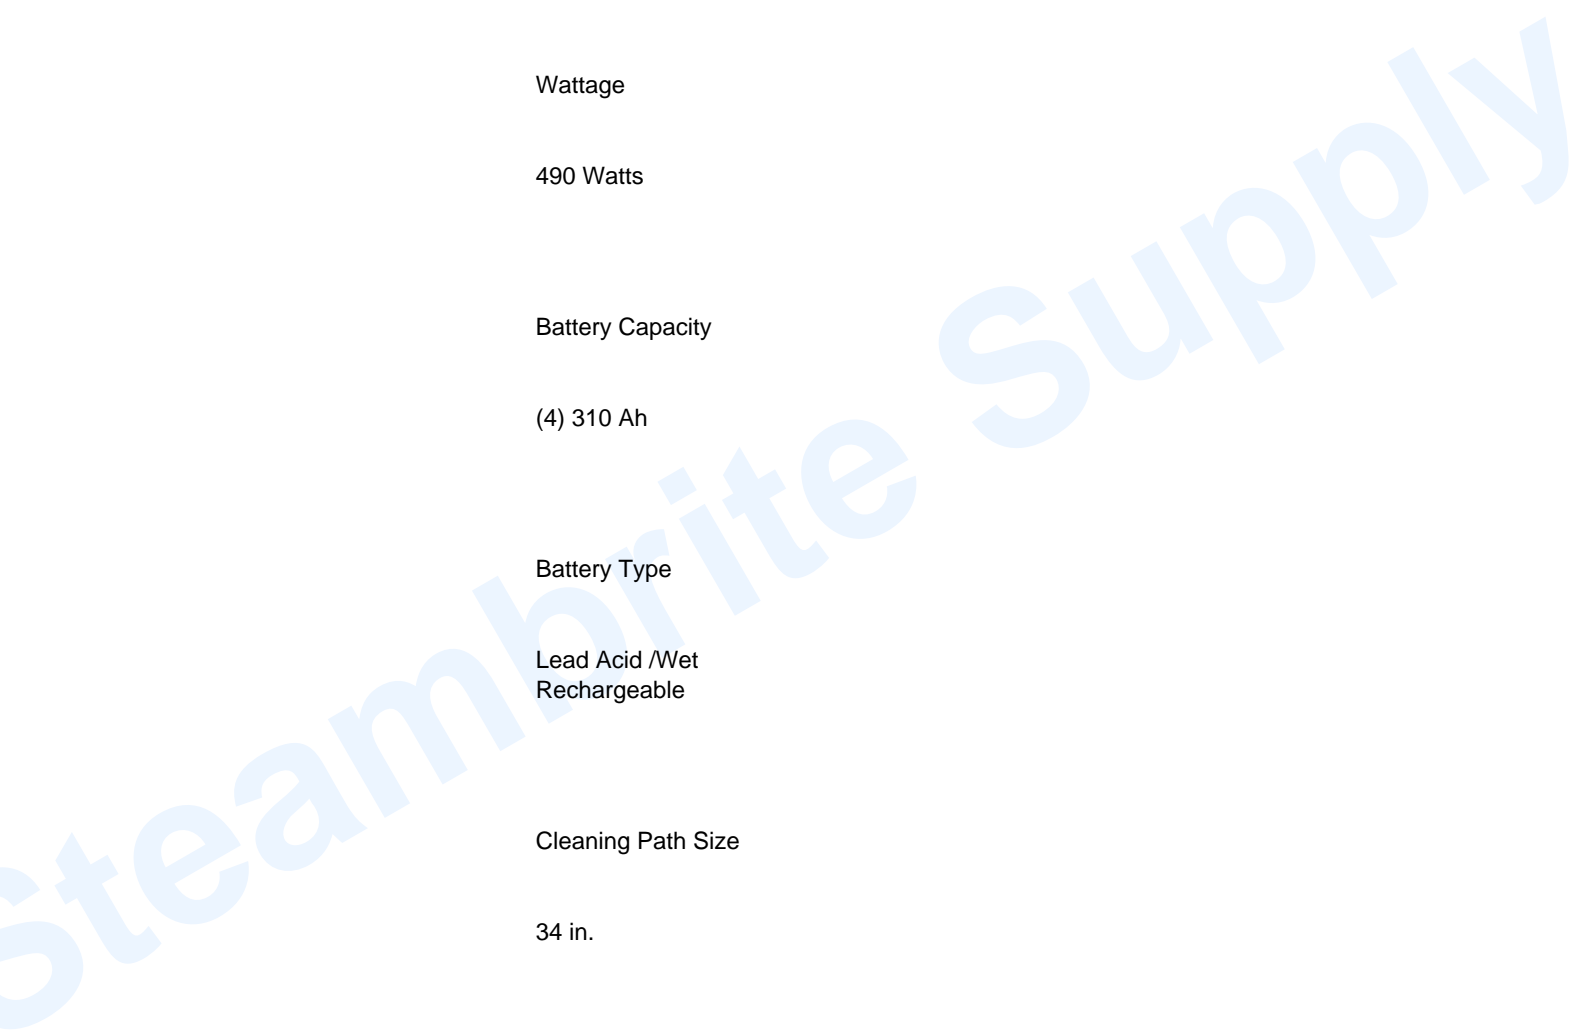 Wattage
490 Watts
Battery Capacity
(4) 310 Ah
Battery Type
Lead Acid /Wet
Rechargeable
Cleaning Path Size
34 in.
Steambrite Supply